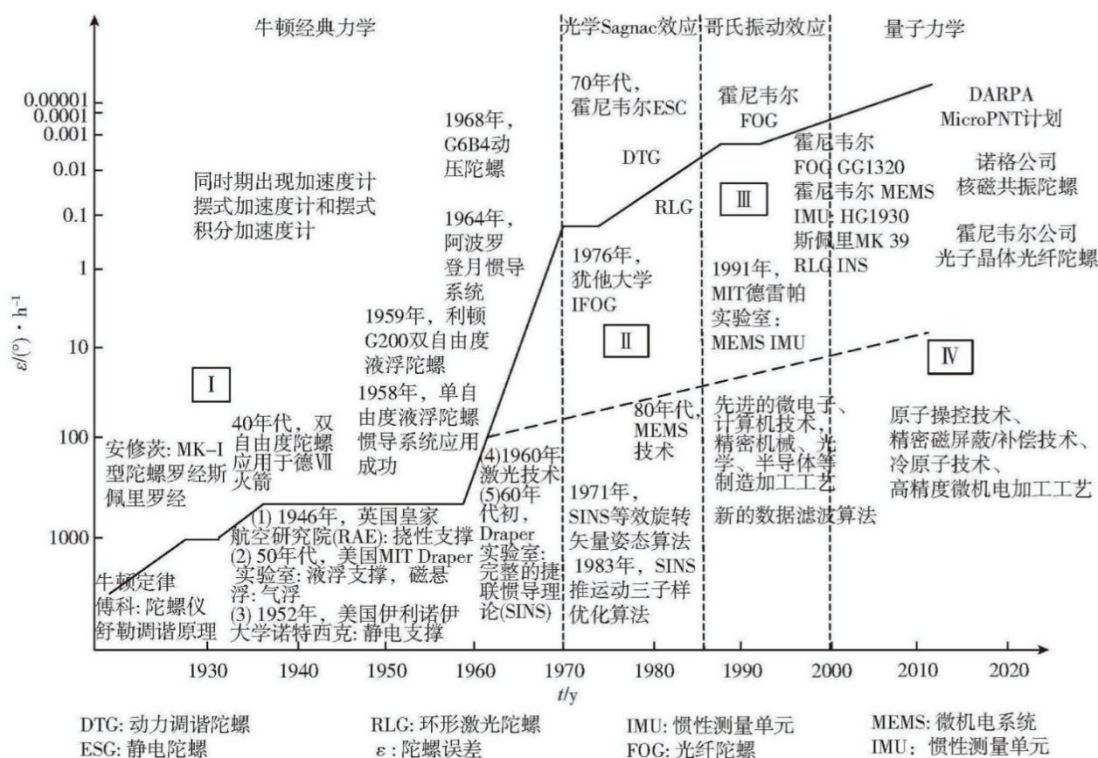 牛顿经典力学
光学Sagnac效应
哥氏振动效应
量子力学
ε/(°)·h⁻¹
0.00001
0.0001
0.001
0.01
0.1
1
10
100
1000
同时期出现加速度计
摆式加速度计和摆式
积分加速度计
1968年，
G6B4动
压陀螺
1964年，
阿波罗
登月惯导
系统
1959年，利顿
G200双自由度
液浮陀螺
1958年，单自
由度液浮陀螺
惯导系统应用
成功
I
安修茨: MK-I
型陀螺罗经斯
佩里罗经
40年代，双
自由度陀螺
应用于德Ⅶ
火箭
(1) 1946年，英国皇家
航空研究院(RAE): 挠性支撑
(2) 50年代，美国MIT Draper
实验室: 液浮支撑，磁悬
浮: 气浮
(3) 1952年，美国伊利诺伊
大学诺特西克: 静电支撑
牛顿定律
傅科: 陀螺仪
舒勒调谐原理
(4)1960年
激光技术
(5)60年
代初，
Draper
实验室:
完整的捷
联惯导理
论(SINS)
70年代，
霍尼韦尔ESC
DTG
RLG
1976年，
犹他大学
IFOG
II
80年代，
MEMS
技术
1971年，
SINS等效旋转
矢量姿态算法
1983年，SINS
推运动三子样
优化算法
霍尼韦尔
FOG
霍尼韦尔
FOG GG1320
霍尼韦尔 MEMS
IMU: HG1930
斯佩里MK 39
RLG INS
III
1991年，
MIT德雷帕
实验室：
MEMS IMU
先进的微电子、
计算机技术，
精密机械、光
学、半导体等
制造加工工艺
新的数据滤波算法
DARPA
MicroPNT计划
诺格公司
核磁共振陀螺
霍尼韦尔公司
光子晶体光纤陀螺
IV
原子操控技术、
精密磁屏蔽/补偿技术、
冷原子技术、
高精度微机电加工工艺
1930 1940 1950 1960 1970 1980 1990 2000 2010 2020
t/y
DTG: 动力调谐陀螺 RLG: 环形激光陀螺 IMU: 惯性测量单元 MEMS: 微机电系统
ESG: 静电陀螺 ε: 陀螺误差 FOG: 光纤陀螺 IMU：惯性测量单元